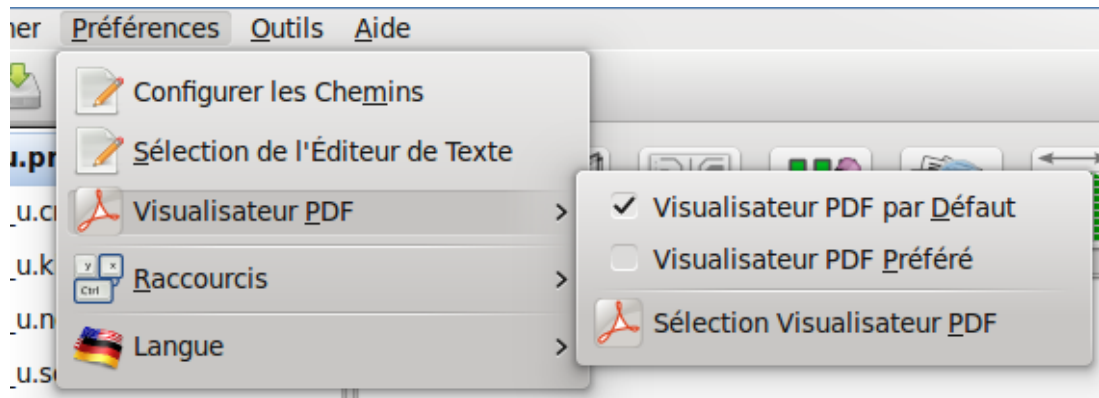 Préférences Outils Aide
Configurer les Chemins
Sélection de l'Éditeur de Texte
Visualisateur PDF
Visualisateur PDF par Défaut
Visualisateur PDF Préféré
Sélection Visualisateur PDF
Raccourcis
Langue
y x
Ctrl